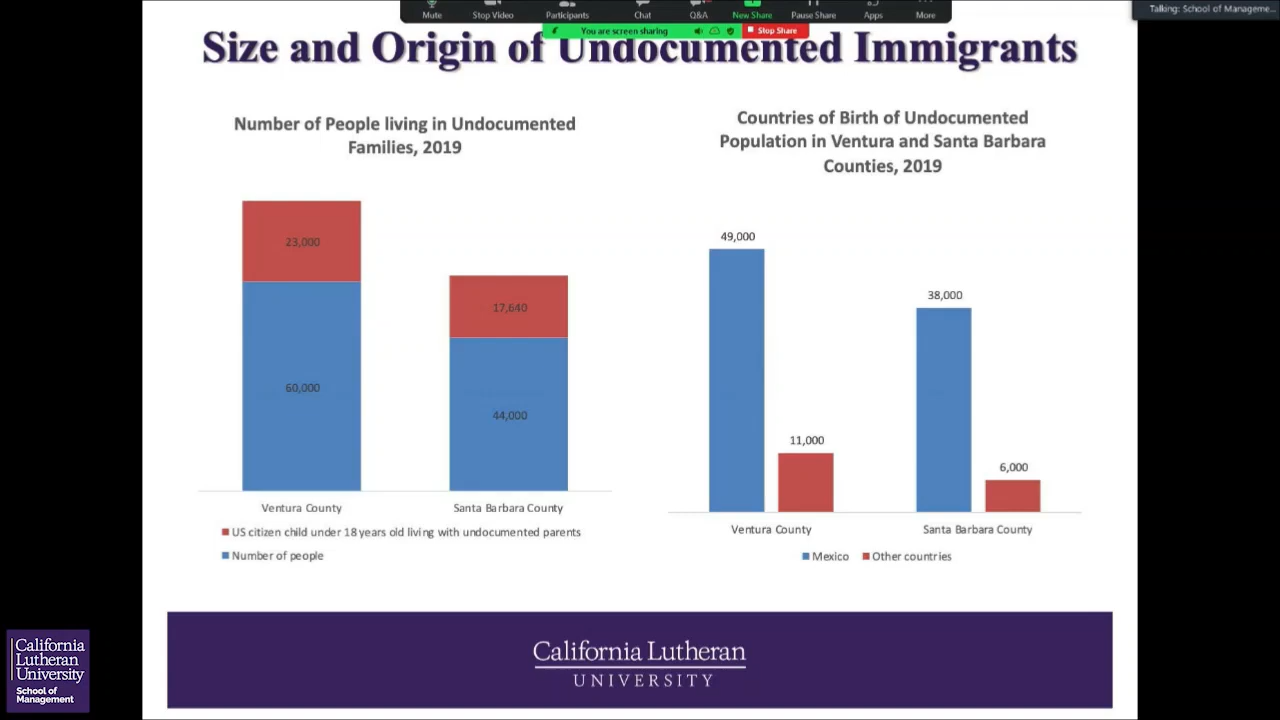 Mute Stop Video Participants Chat Q&A New Share Pause Share Apps More
Talking: School of Manageme...
You are screen sharing Stop Share
Size and Origin of Undocumented Immigrants
Number of People living in Undocumented
Families, 2019
23,000
17,640
60,000
44,000
Ventura County Santa Barbara County
US citizen child under 18 years old living with undocumented parents
Number of people
Countries of Birth of Undocumented
Population in Ventura and Santa Barbara
Counties, 2019
49,000
38,000
11,000
6,000
Ventura County Santa Barbara County
Mexico Other countries
California Lutheran
UNIVERSITY
California
Lutheran
University
School of
Management